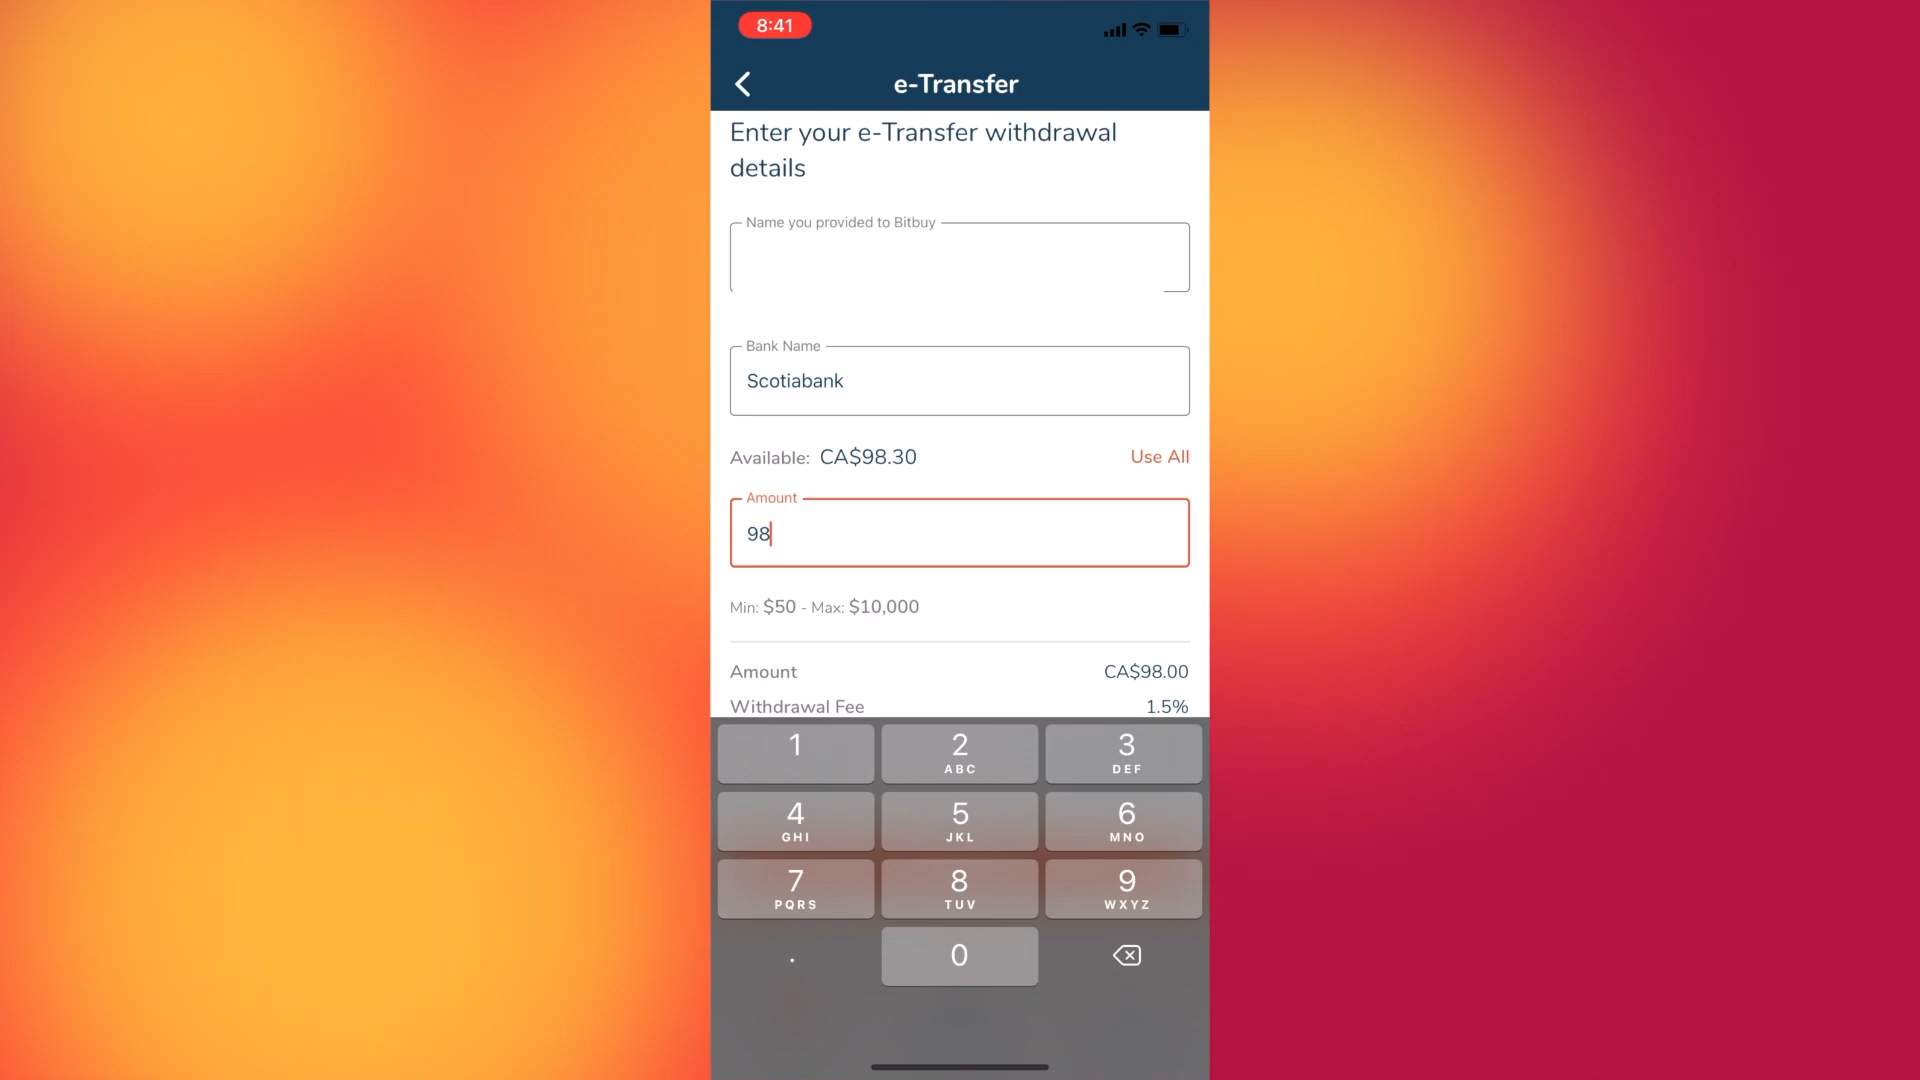 8:41
e-Transfer
Enter your e-Transfer withdrawal
details
Name you provided to Bitbuy
Bank Name
Scotiabank
Available: CA$98.30 Use All
Amount
98
Min: $50 - Max: $10,000
Amount CA$98.00
Withdrawal Fee 1.5%
1 2 3
ABC DEF
4 5 6
GHI JKL MNO
7 8 9
PQRS TUV WXYZ
. 0